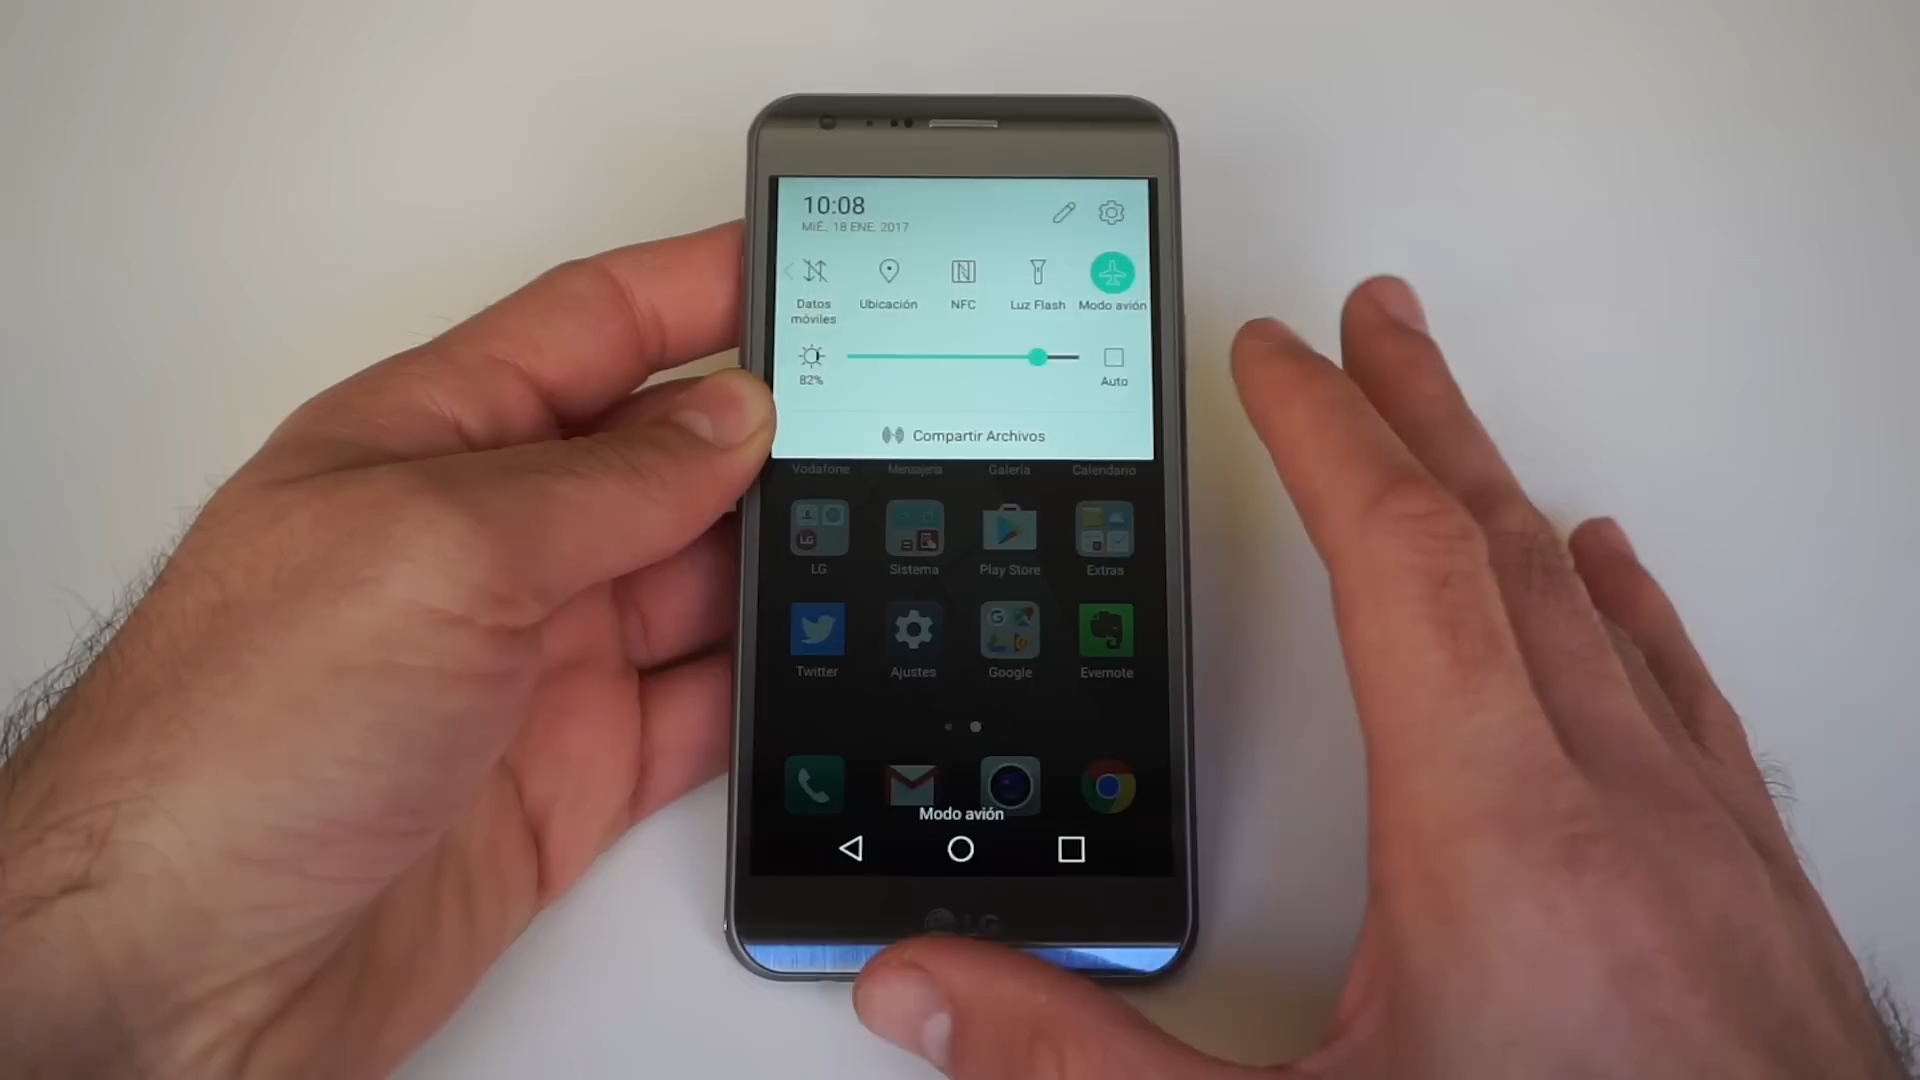 10:08
MIÉ., 18 ENE. 2017
Datos móviles
Ubicación
NFC
Luz Flash
Modo avión
82%
Auto
Compartir Archivos
Vodafone
Mensajería
Galería
Calendario
LG
LG
Sistema
Play Store
Extras
Twitter
Ajustes
Google
Evernote
Modo avión
LG